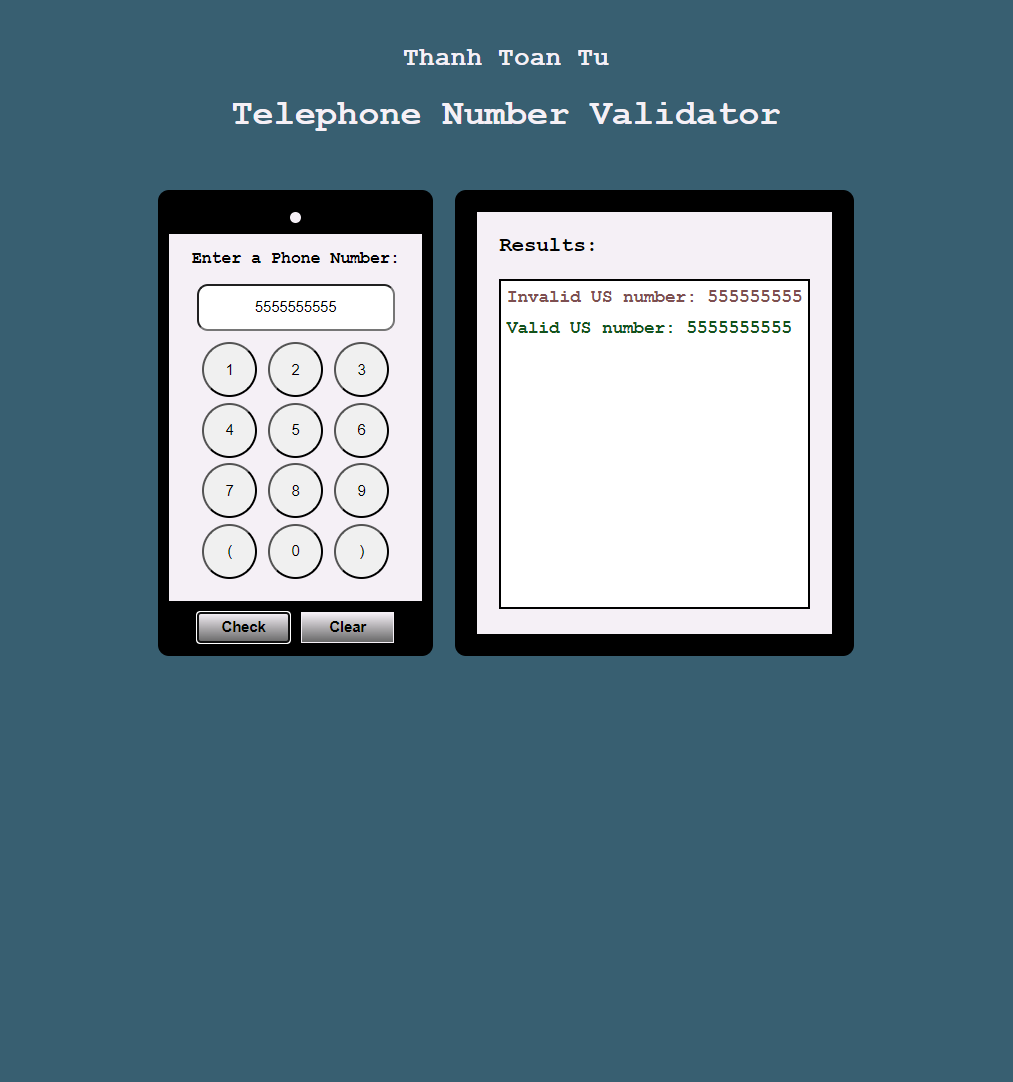 Thanh Toan Tu
Telephone Number Validator
Enter a Phone Number:
5555555555
1 2 3
4 5 6
7 8 9
( 0 )
Check Clear
Results:
Invalid US number: 555555555
Valid US number: 5555555555